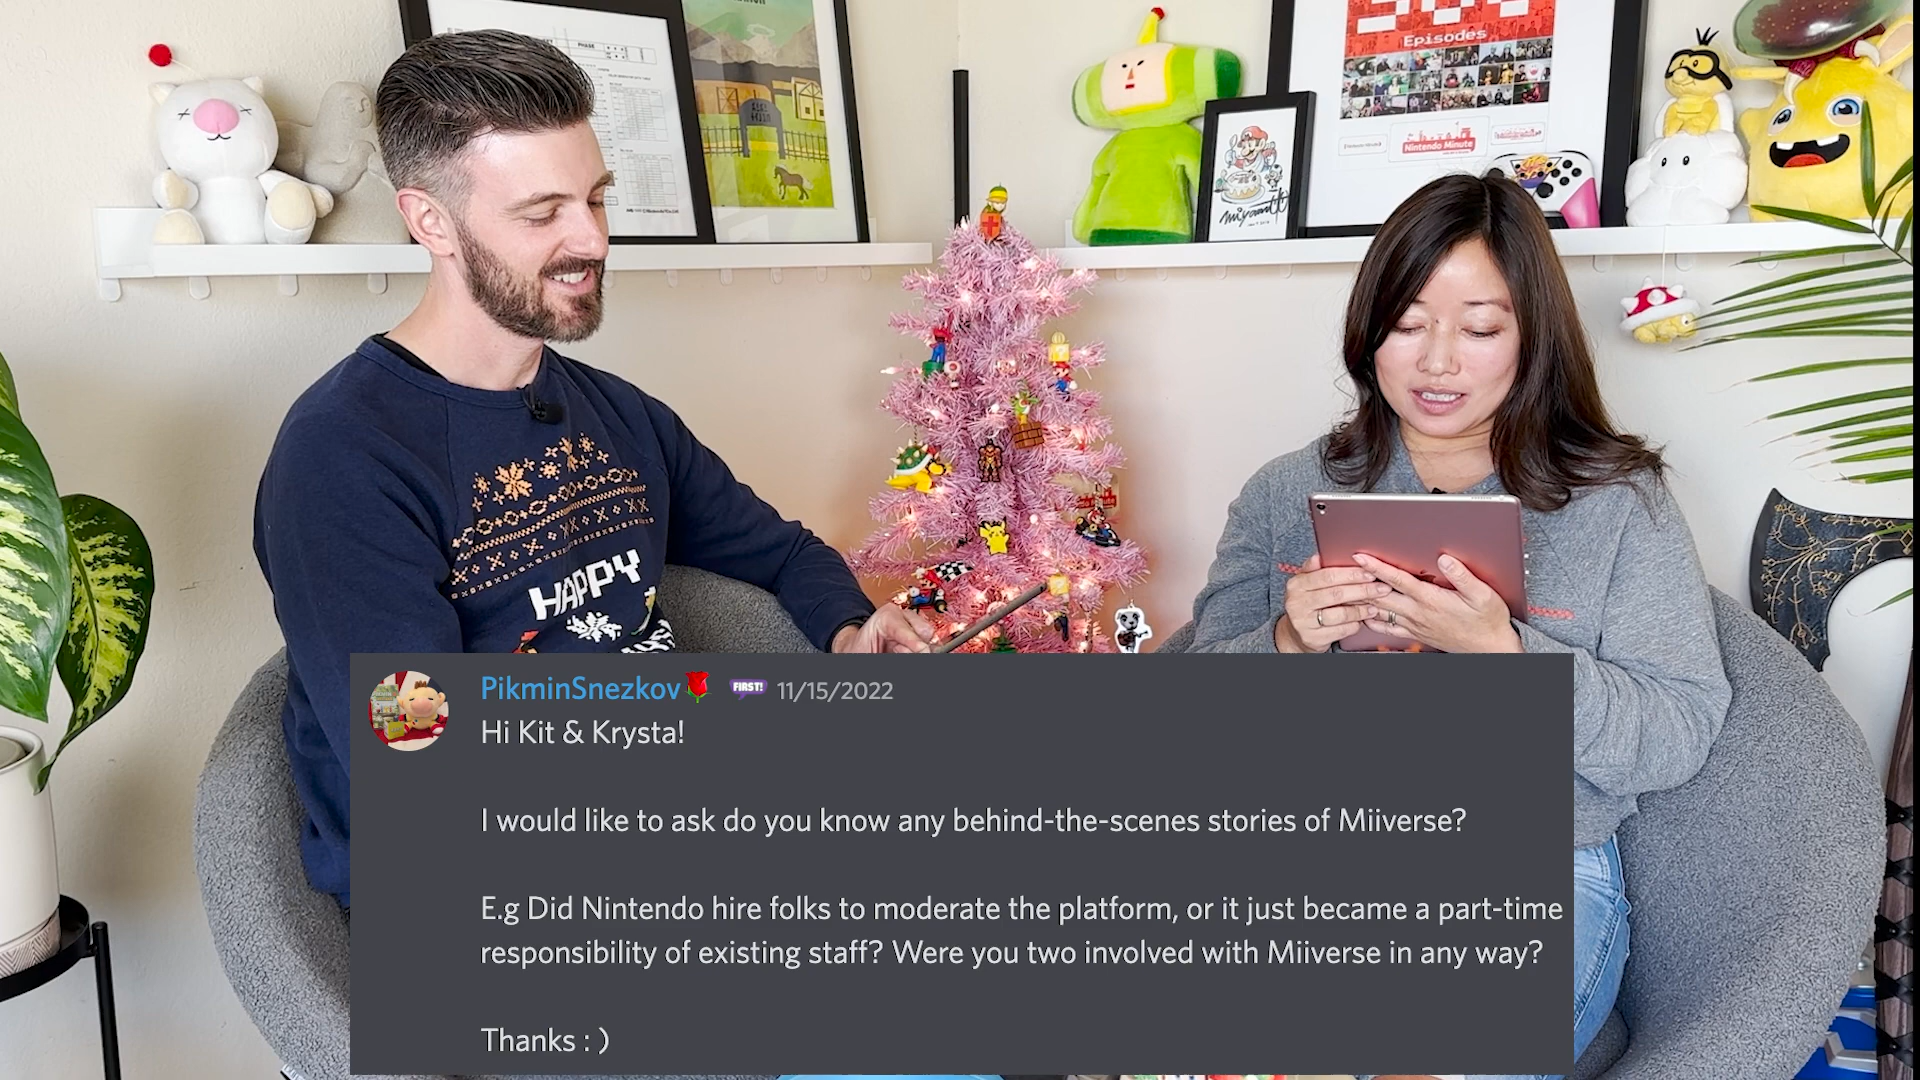 PHASE
Episodes
Nintendo Minute
HAPPY
PikminSnezkov🌹 FIRST! 11/15/2022
Hi Kit & Krysta!
I would like to ask do you know any behind-the-scenes stories of Miiverse?
E.g Did Nintendo hire folks to moderate the platform, or it just became a part-time
responsibility of existing staff? Were you two involved with Miiverse in any way?
Thanks : )